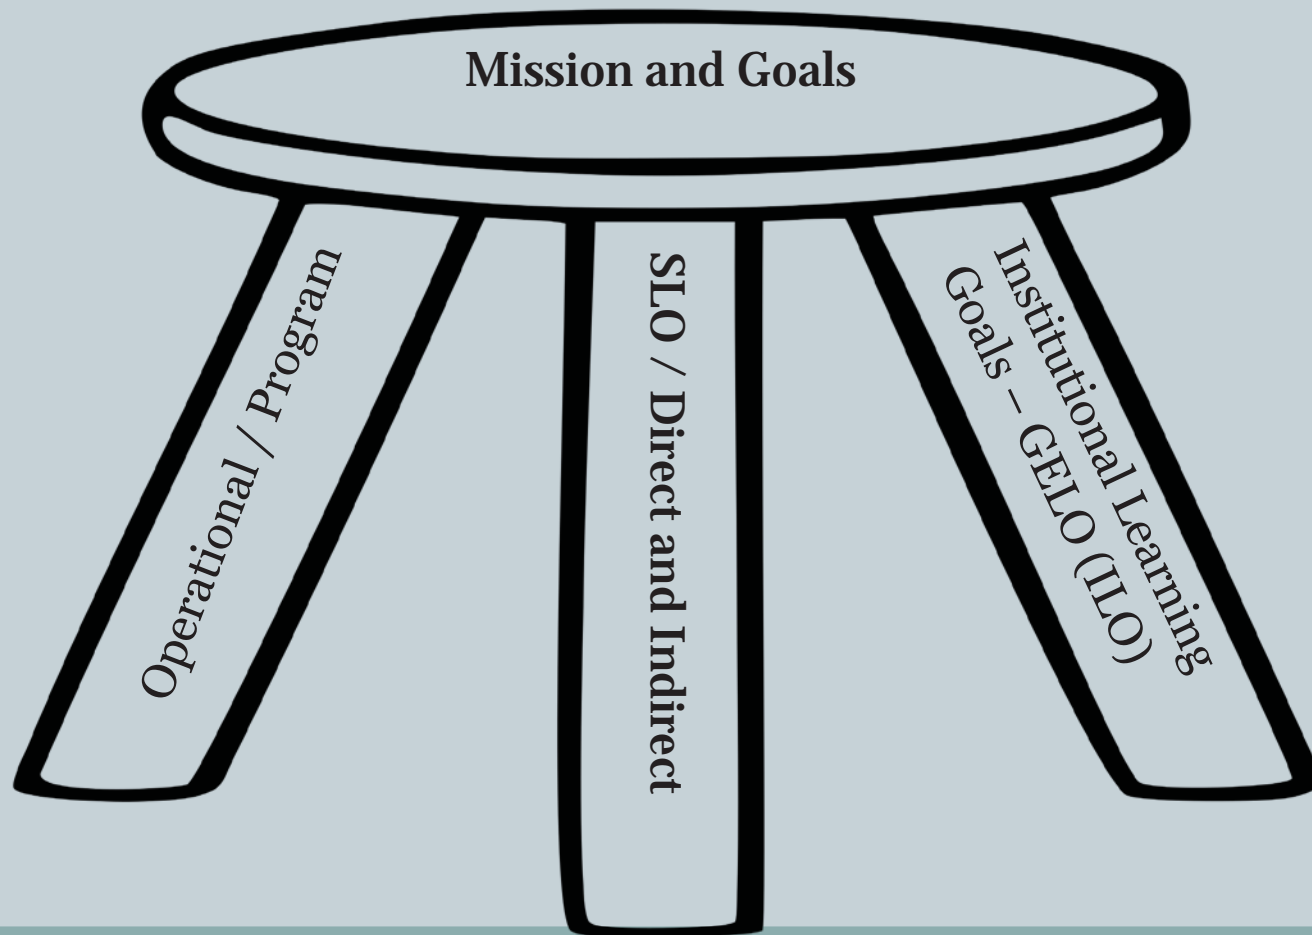 Mission and Goals
Operational / Program
SLO / Direct and Indirect
Institutional Learning
Goals – GELO (ILO)